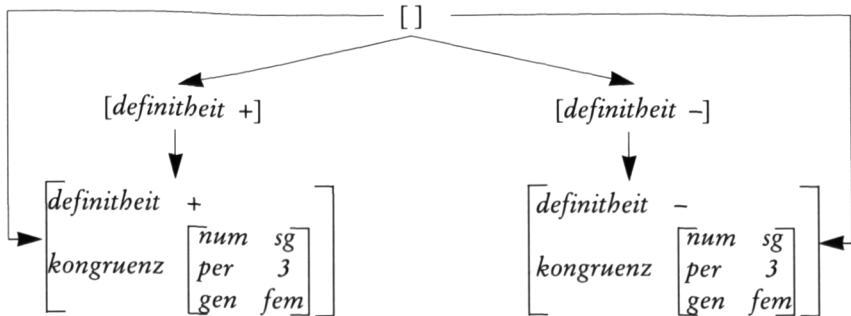 [ ]
[definitheit +] [definitheit –]
definitheit + definitheit –
num sg num sg
kongruenz per 3 kongruenz per 3
gen fem gen fem